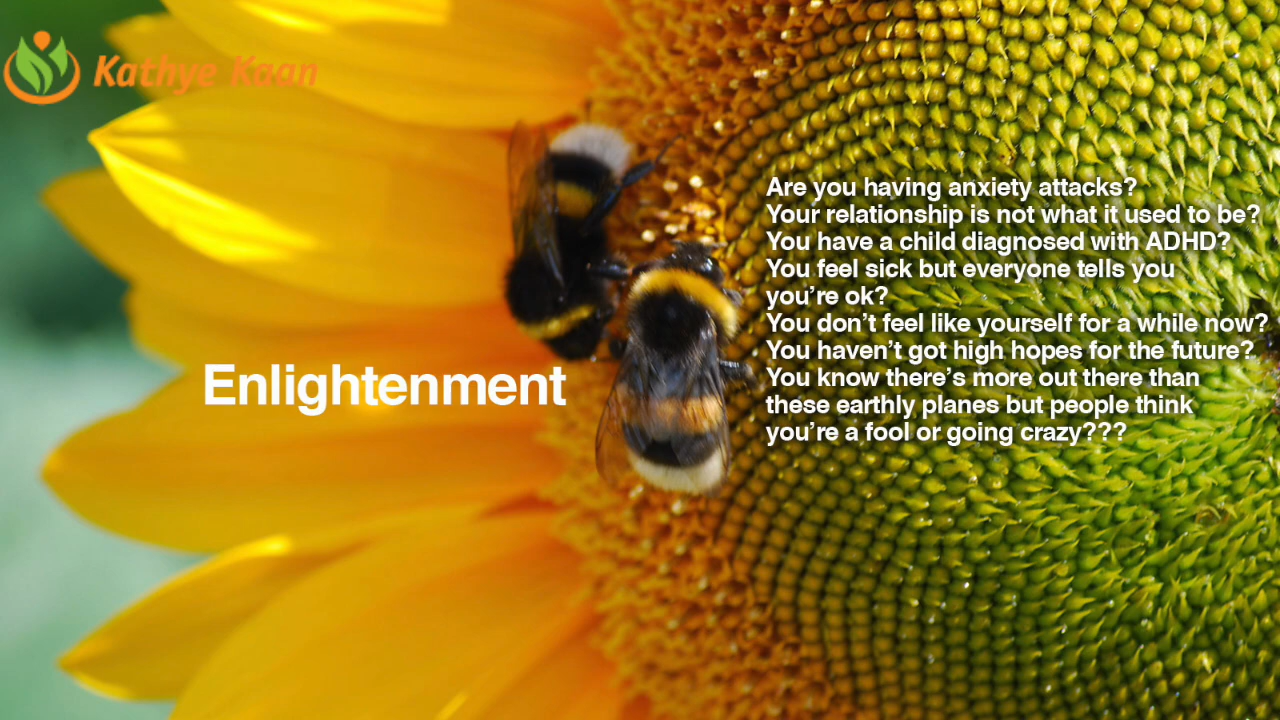 Kathye Kaan
Are you having anxiety attacks?
Your relationship is not what it used to be?
You have a child diagnosed with ADHD?
You feel sick but everyone tells you
you’re ok?
You don’t feel like yourself for a while now?
You haven’t got high hopes for the future?
You know there’s more out there than
these earthly planes but people think
you’re a fool or going crazy???
Enlightenment